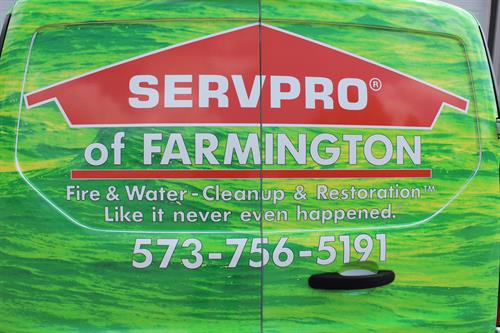 SERVPRO®
of FARMINGTON
Fire & Water - Cleanup & Restoration™
Like it never even happened.
573-756-5191